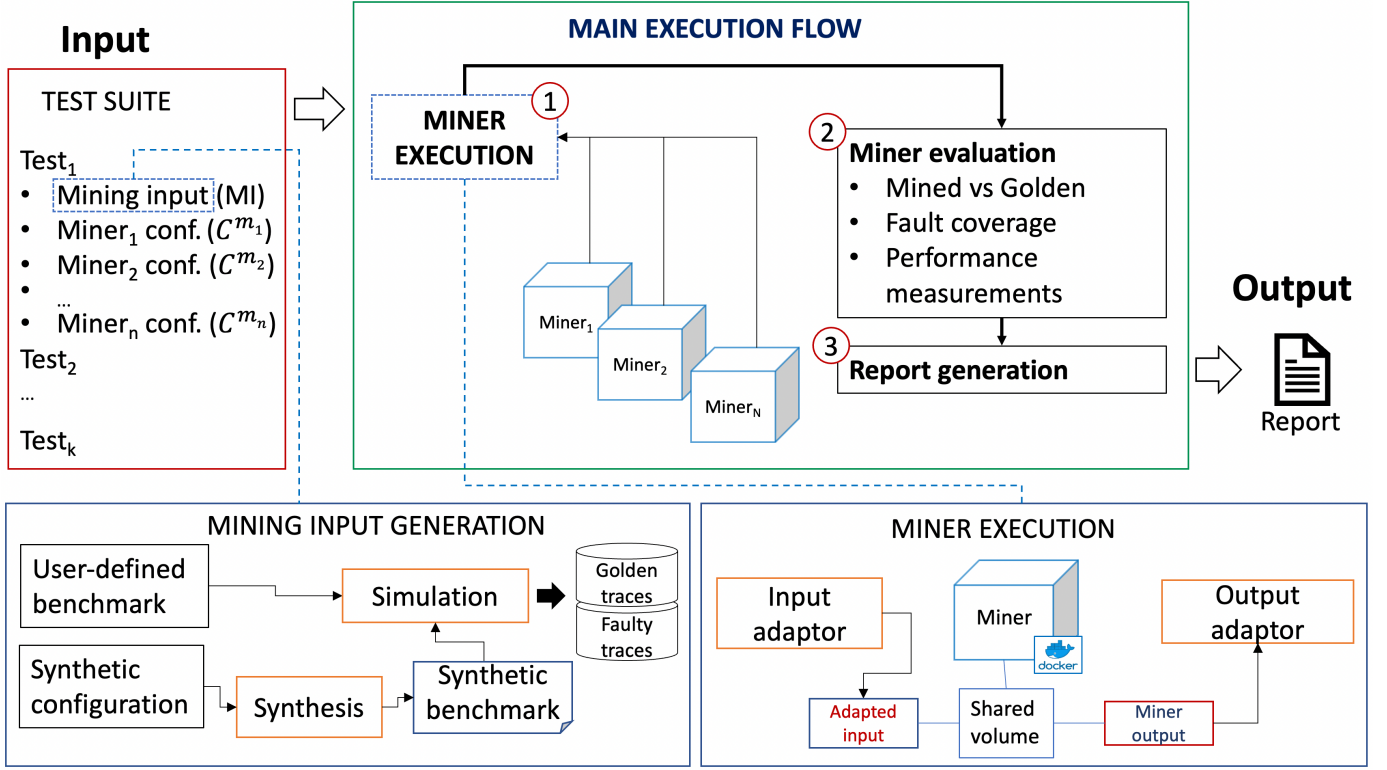 Input
TEST SUITE
Test1
• Mining input (MI)
• Miner1 conf. (C^m1)
• Miner2 conf. (C^m2)
• ...
• Minern conf. (C^mn)
Test2
...
Testk
MAIN EXECUTION FLOW
1
MINER
EXECUTION
Miner1
Miner2
MinerN
2
Miner evaluation
• Mined vs Golden
• Fault coverage
• Performance
measurements
3
Report generation
Output
Report
MINING INPUT GENERATION
User-defined
benchmark
Simulation
Golden
traces
Faulty
traces
Synthetic
configuration
Synthesis
Synthetic
benchmark
MINER EXECUTION
Input
adaptor
Miner
docker
Output
adaptor
Adapted
input
Shared
volume
Miner
output